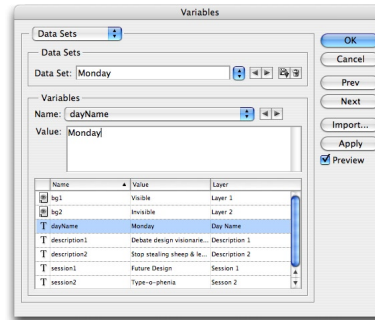 Variables
Data Sets
Data Sets
Data Set: Monday
Variables
Name: dayName
Value: Monday
Name Value Layer
bg1 Visible Layer 1
bg2 Invisible Layer 2
T dayName Monday Day Name
T description1 Debate design visionarie... Description 1
T description2 Stop stealing sheep & le... Description 2
T session1 Future Design Session 1
T session2 Type-o-phenia Sesson 2
OK
Cancel
Prev
Next
Import...
Apply
Preview